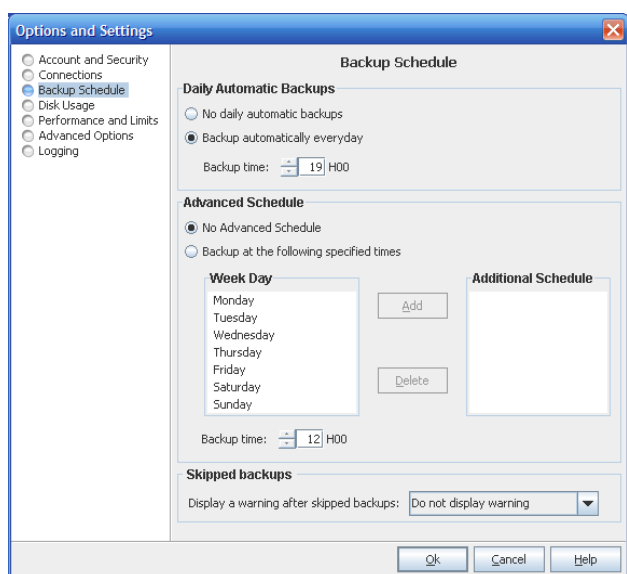 Options and Settings
Account and Security
Connections
Backup Schedule
Disk Usage
Performance and Limits
Advanced Options
Logging
Backup Schedule
Daily Automatic Backups
No daily automatic backups
Backup automatically everyday
Backup time: 19 H00
Advanced Schedule
No Advanced Schedule
Backup at the following specified times
Week Day
Monday
Tuesday
Wednesday
Thursday
Friday
Saturday
Sunday
Add
Delete
Additional Schedule
Backup time: 12 H00
Skipped backups
Display a warning after skipped backups: Do not display warning
Ok Cancel Help